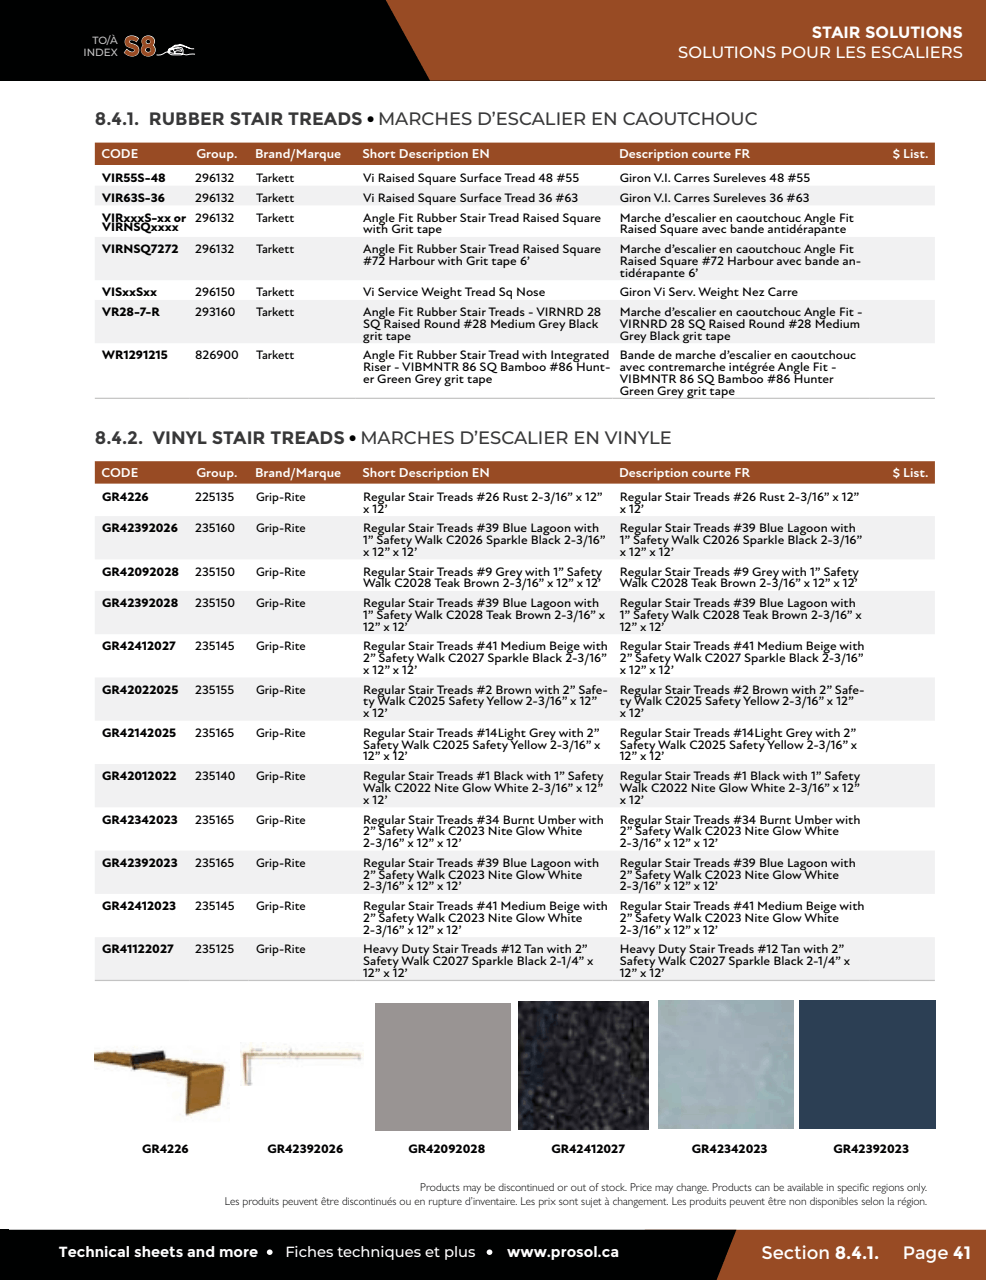 TO/À
INDEX S8
STAIR SOLUTIONS
SOLUTIONS POUR LES ESCALIERS
8.4.1. RUBBER STAIR TREADS • MARCHES D’ESCALIER EN CAOUTCHOUC
CODE Group. Brand/Marque Short Description EN Description courte FR $ List.
VIR55S-48 296132 Tarkett Vi Raised Square Surface Tread 48 #55 Giron V.I. Carres Sureleves 48 #55
VIR63S-36 296132 Tarkett Vi Raised Square Surface Tread 36 #63 Giron V.I. Carres Sureleves 36 #63
VIRxxxS-xx or 296132 Tarkett Angle Fit Rubber Stair Tread Raised Square Marche d’escalier en caoutchouc Angle Fit
VIRNSQxxxx with Grit tape Raised Square avec bande antidérapante
VIRNSQ7272 296132 Tarkett Angle Fit Rubber Stair Tread Raised Square Marche d’escalier en caoutchouc Angle Fit
#72 Harbour with Grit tape 6’ Raised Square #72 Harbour avec bande an-
tidérapante 6’
VISxxSxx 296150 Tarkett Vi Service Weight Tread Sq Nose Giron Vi Serv. Weight Nez Carre
VR28-7-R 293160 Tarkett Angle Fit Rubber Stair Treads - VIRNRD 28 Marche d’escalier en caoutchouc Angle Fit -
SQ Raised Round #28 Medium Grey Black VIRNRD 28 SQ Raised Round #28 Medium
grit tape Grey Black grit tape
WR1291215 826900 Tarkett Angle Fit Rubber Stair Tread with Integrated Bande de marche d’escalier en caoutchouc
Riser - VIBMNTR 86 SQ Bamboo #86 Hunt- avec contremarche intégrée Angle Fit -
er Green Grey grit tape VIBMNTR 86 SQ Bamboo #86 Hunter
Green Grey grit tape
8.4.2. VINYL STAIR TREADS • MARCHES D’ESCALIER EN VINYLE
CODE Group. Brand/Marque Short Description EN Description courte FR $ List.
GR4226 225135 Grip-Rite Regular Stair Treads #26 Rust 2-3/16” x 12” Regular Stair Treads #26 Rust 2-3/16” x 12”
x 12’ x 12’
GR42392026 235160 Grip-Rite Regular Stair Treads #39 Blue Lagoon with Regular Stair Treads #39 Blue Lagoon with
1” Safety Walk C2026 Sparkle Black 2-3/16” 1” Safety Walk C2026 Sparkle Black 2-3/16”
x 12” x 12’ x 12” x 12’
GR42092028 235150 Grip-Rite Regular Stair Treads #9 Grey with 1” Safety Regular Stair Treads #9 Grey with 1” Safety
Walk C2028 Teak Brown 2-3/16” x 12” x 12’ Walk C2028 Teak Brown 2-3/16” x 12” x 12’
GR42392028 235150 Grip-Rite Regular Stair Treads #39 Blue Lagoon with Regular Stair Treads #39 Blue Lagoon with
1” Safety Walk C2028 Teak Brown 2-3/16” x 1” Safety Walk C2028 Teak Brown 2-3/16” x
12” x 12’ 12” x 12’
GR42412027 235145 Grip-Rite Regular Stair Treads #41 Medium Beige with Regular Stair Treads #41 Medium Beige with
2” Safety Walk C2027 Sparkle Black 2-3/16” 2” Safety Walk C2027 Sparkle Black 2-3/16”
x 12” x 12’ x 12” x 12’
GR42022025 235155 Grip-Rite Regular Stair Treads #2 Brown with 2” Safe- Regular Stair Treads #2 Brown with 2” Safe-
ty Walk C2025 Safety Yellow 2-3/16” x 12” ty Walk C2025 Safety Yellow 2-3/16” x 12”
x 12’ x 12’
GR42142025 235165 Grip-Rite Regular Stair Treads #14Light Grey with 2” Regular Stair Treads #14Light Grey with 2”
Safety Walk C2025 Safety Yellow 2-3/16” x Safety Walk C2025 Safety Yellow 2-3/16” x
12” x 12’ 12” x 12’
GR42012022 235140 Grip-Rite Regular Stair Treads #1 Black with 1” Safety Regular Stair Treads #1 Black with 1” Safety
Walk C2022 Nite Glow White 2-3/16” x 12” Walk C2022 Nite Glow White 2-3/16” x 12”
x 12’ x 12’
GR42342023 235165 Grip-Rite Regular Stair Treads #34 Burnt Umber with Regular Stair Treads #34 Burnt Umber with
2” Safety Walk C2023 Nite Glow White 2” Safety Walk C2023 Nite Glow White
2-3/16” x 12” x 12’ 2-3/16” x 12” x 12’
GR42392023 235165 Grip-Rite Regular Stair Treads #39 Blue Lagoon with Regular Stair Treads #39 Blue Lagoon with
2” Safety Walk C2023 Nite Glow White 2” Safety Walk C2023 Nite Glow White
2-3/16” x 12” x 12’ 2-3/16” x 12” x 12’
GR42412023 235145 Grip-Rite Regular Stair Treads #41 Medium Beige with Regular Stair Treads #41 Medium Beige with
2” Safety Walk C2023 Nite Glow White 2” Safety Walk C2023 Nite Glow White
2-3/16” x 12” x 12’ 2-3/16” x 12” x 12’
GR41122027 235125 Grip-Rite Heavy Duty Stair Treads #12 Tan with 2” Heavy Duty Stair Treads #12 Tan with 2”
Safety Walk C2027 Sparkle Black 2-1/4” x Safety Walk C2027 Sparkle Black 2-1/4” x
12” x 12’ 12” x 12’
GR4226 GR42392026 GR42092028 GR42412027 GR42342023 GR42392023
Products may be discontinued or out of stock. Price may change. Products can be available in specific regions only.
Les produits peuvent être discontinués ou en rupture d’inventaire. Les prix sont sujet à changement. Les produits peuvent être non disponibles selon la région.
Technical sheets and more • Fiches techniques et plus • www.prosol.ca Section 8.4.1. Page 41